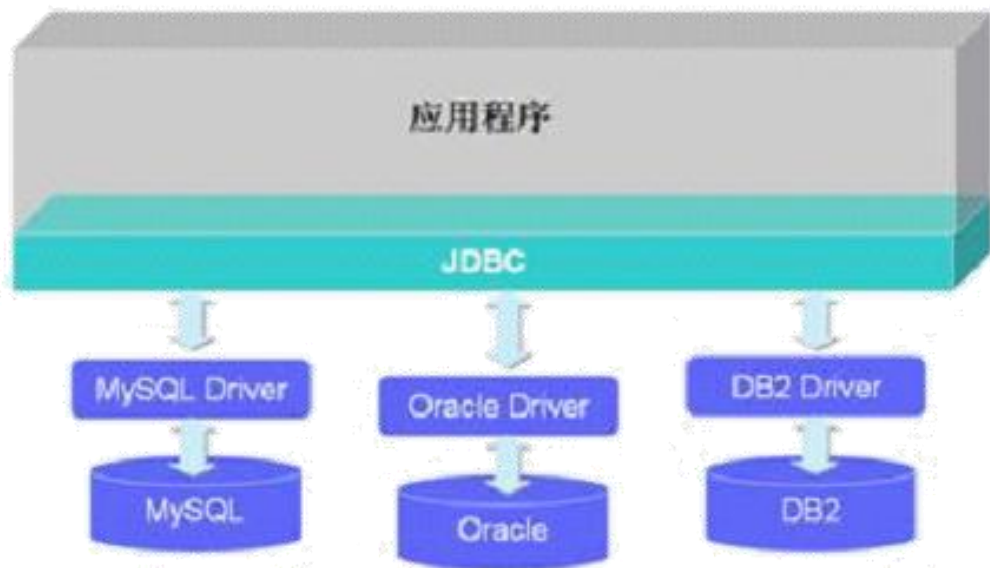 应用程序
JDBC
MySQL Driver
Oracle Driver
DB2 Driver
MySQL
Oracle
DB2